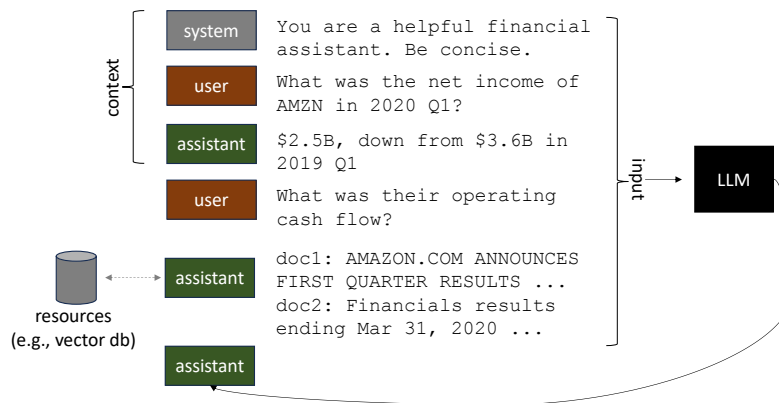 system
You are a helpful financial
assistant. Be concise.
context
user
What was the net income of
AMZN in 2020 Q1?
assistant
$2.5B, down from $3.6B in
2019 Q1
user
What was their operating
cash flow?
input
LLM
assistant
doc1: AMAZON.COM ANNOUNCES
FIRST QUARTER RESULTS ...
doc2: Financials results
ending Mar 31, 2020 ...
resources
(e.g., vector db)
assistant